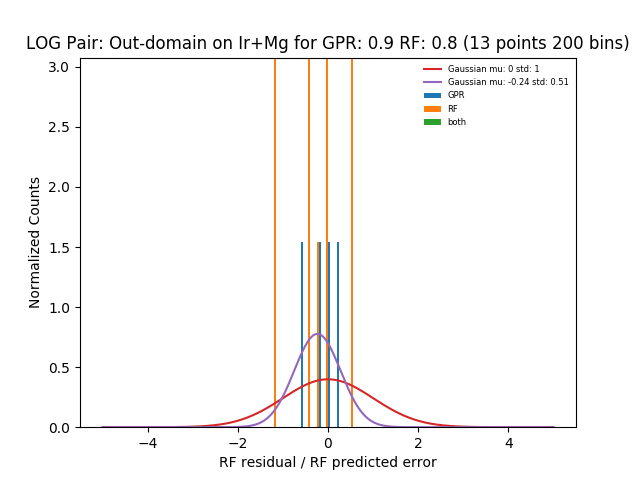 LOG Pair: Out-domain on Ir+Mg for GPR: 0.9 RF: 0.8 (13 points 200 bins)
3.0
2.5
2.0
1.5
1.0
0.5
0.0
Normalized Counts
Gaussian mu: 0 std: 1
Gaussian mu: -0.24 std: 0.51
GPR
RF
both
−4
−2
0
2
4
RF residual / RF predicted error